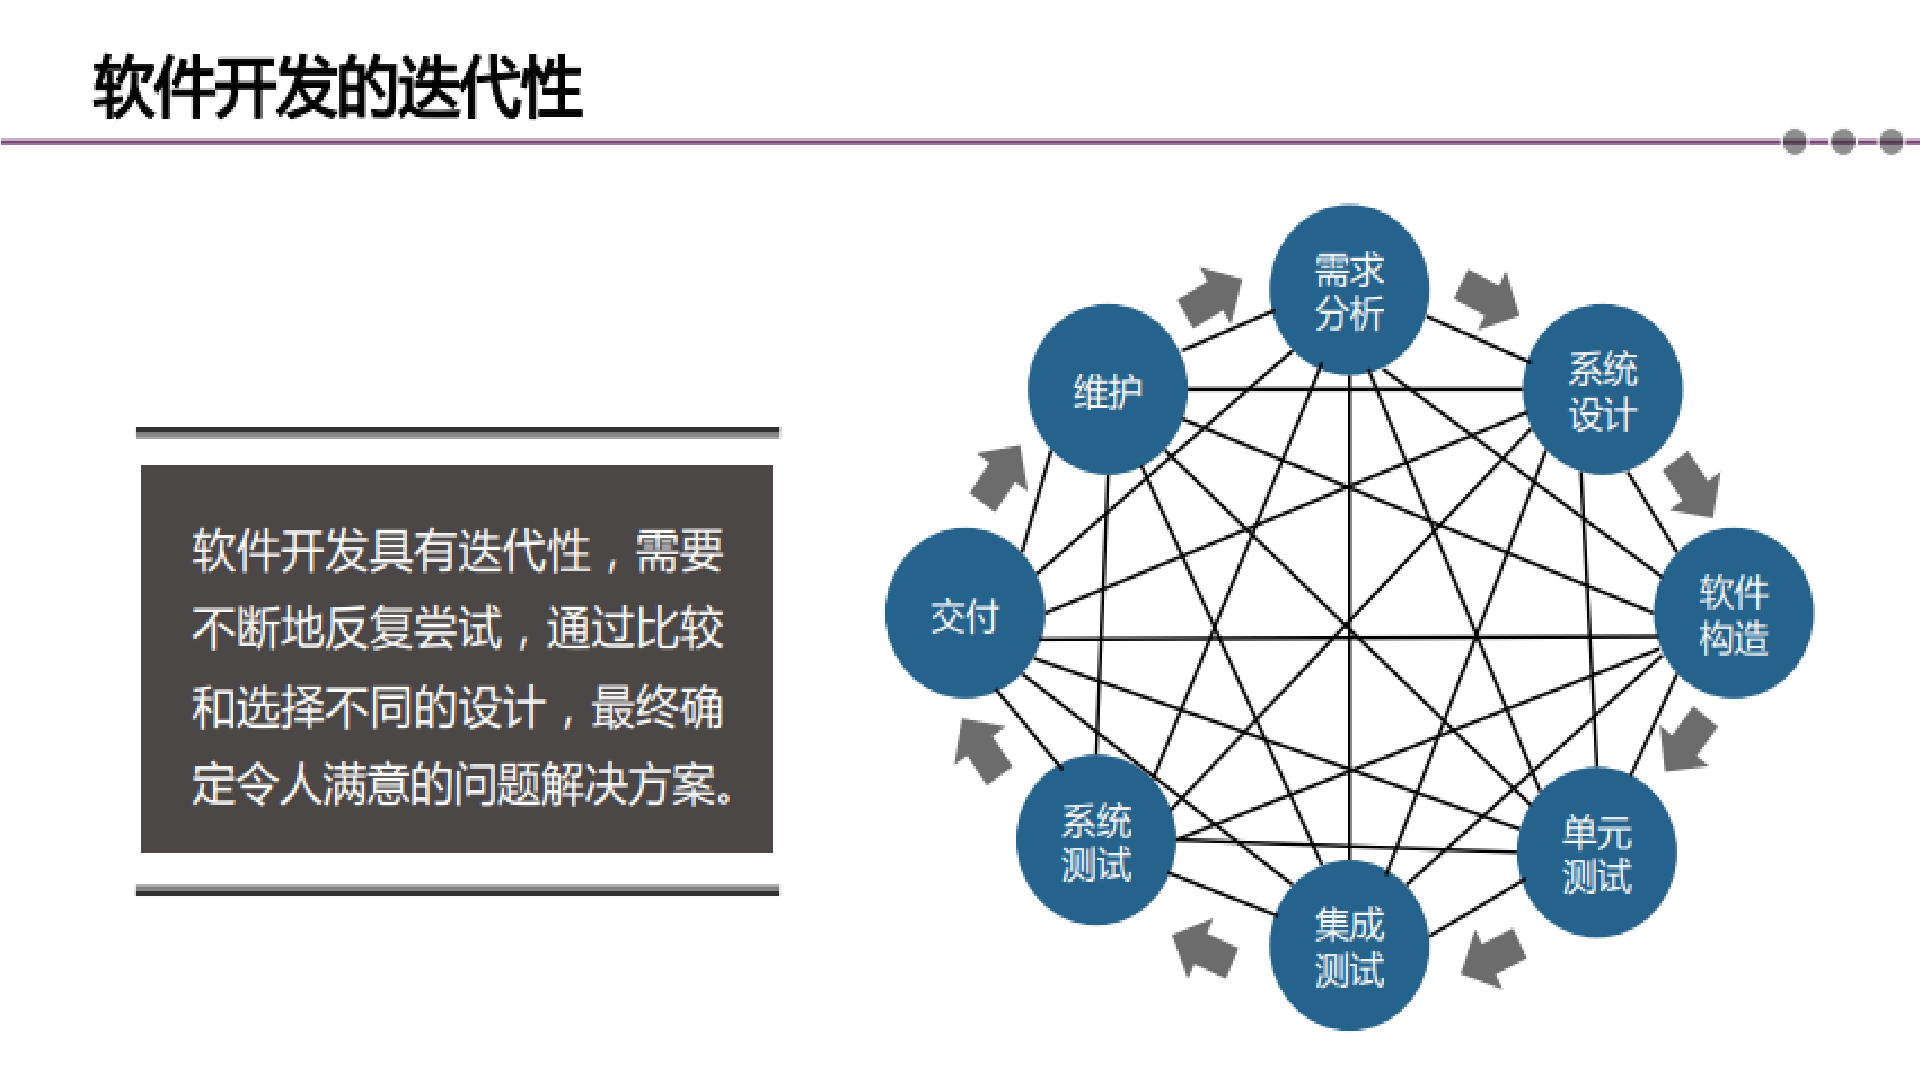 软件开发的迭代性
软件开发具有迭代性，需要
不断地反复尝试，通过比较
和选择不同的设计，最终确
定令人满意的问题解决方案。
需求
分析
系统
设计
软件
构造
单元
测试
集成
测试
系统
测试
交付
维护